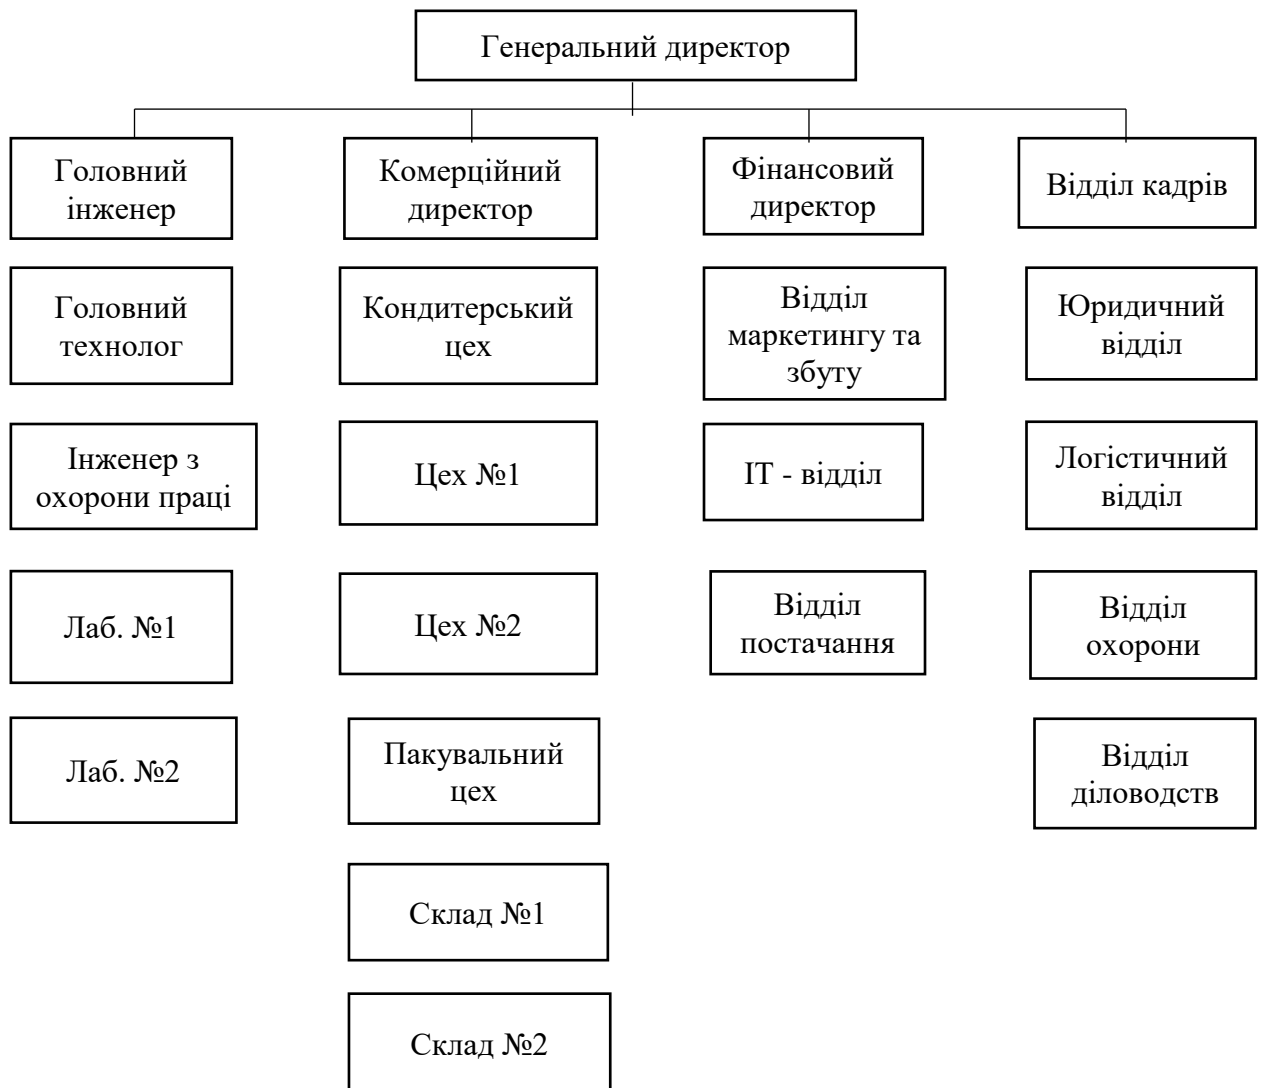 Генеральний директор
Головний
інженер
Комерційний
директор
Фінансовий
директор
Відділ кадрів
Головний
технолог
Кондитерський
цех
Відділ
маркетингу та
збуту
Юридичний
відділ
Інженер з
охорони праці
Цех №1
ІТ - відділ
Логістичний
відділ
Лаб. №1
Цех №2
Відділ
постачання
Відділ
охорони
Лаб. №2
Пакувальний
цех
Відділ
діловодств
Склад №1
Склад №2